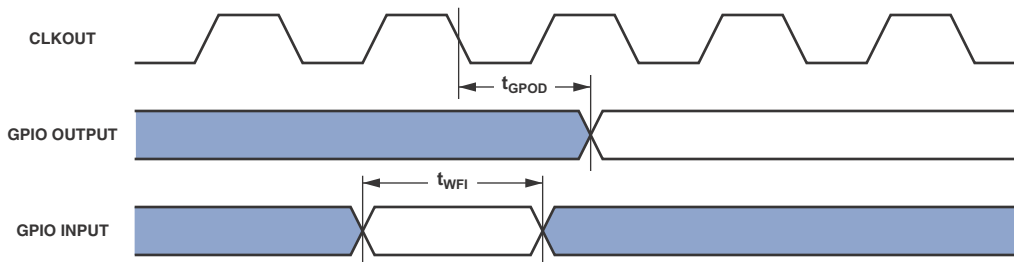 CLKOUT
tGPOD
GPIO OUTPUT
tWFI
GPIO INPUT